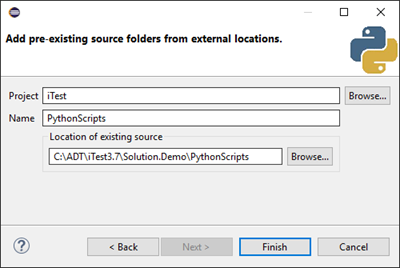 Add pre-existing source folders from external locations.
Project iTest Browse...
Name PythonScripts
Location of existing source
C:\ADT\iTest3.7\Solution.Demo\PythonScripts Browse...
? < Back Next > Finish Cancel